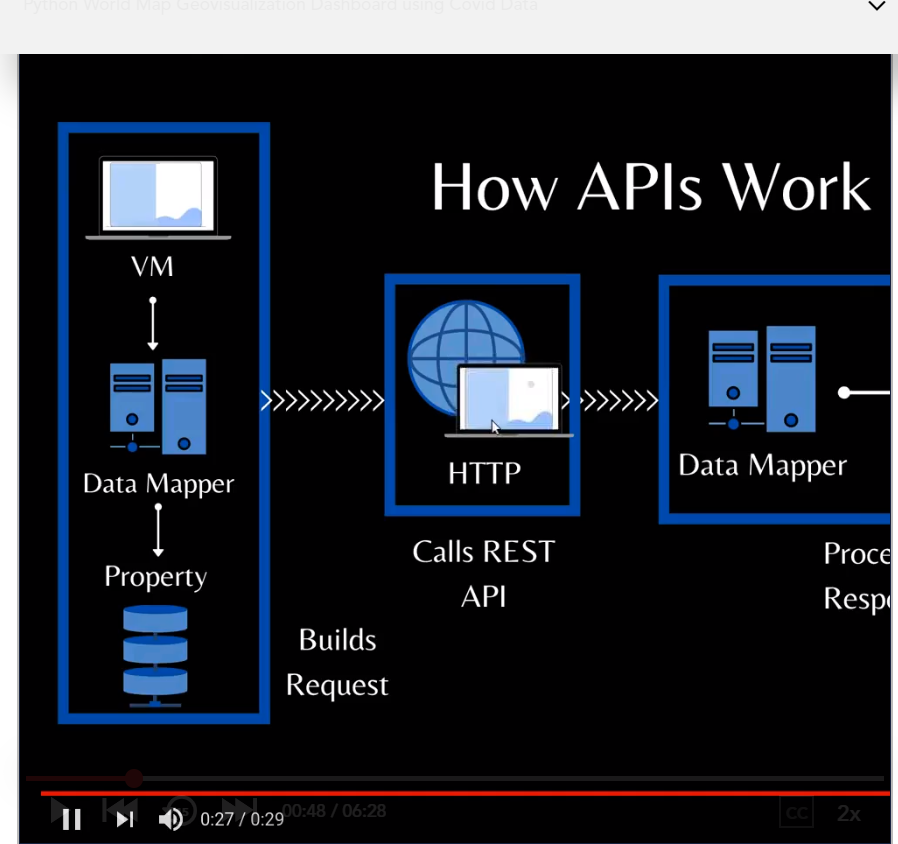 Python World Map Geovisualization Dashboard using Covid Data
How APIs Work
VM
Data Mapper
Property
Builds
Request
HTTP
Calls REST
API
Data Mapper
Proce
Respo
00:48 / 06:28
CC
2x
0:27 / 0:29